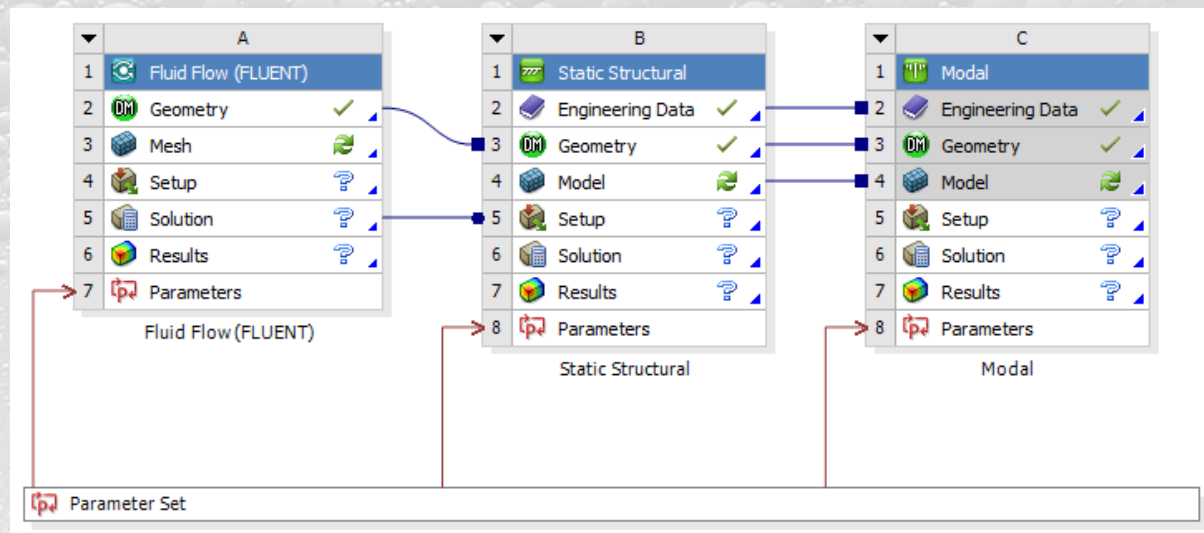 A
1 Fluid Flow (FLUENT)
2 DM Geometry
3 Mesh
4 Setup ?
5 Solution ?
6 Results ?
7 Parameters
Fluid Flow (FLUENT)
B
1 Static Structural
2 Engineering Data
3 DM Geometry
4 Model
5 Setup ?
6 Solution ?
7 Results ?
8 Parameters
Static Structural
C
1 Modal
2 Engineering Data
3 DM Geometry
4 Model
5 Setup ?
6 Solution ?
7 Results ?
8 Parameters
Modal
Parameter Set